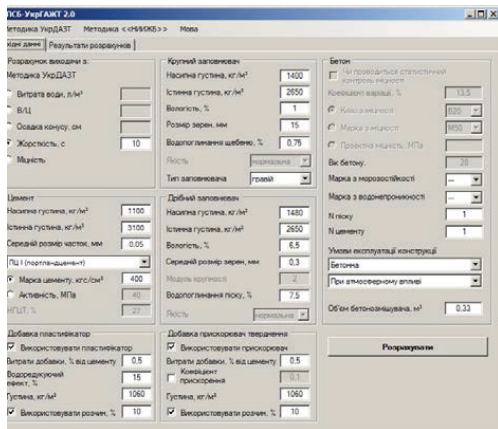 ПСБ-УкрГАЖТ 2.0
Методика УкрДАЗТ Методика <<НИИЖБ>> Мова
хідні данні Результати розрахунків
Розрахунок виходячи з:
Методика УкрДАЗТ
Витрата води, л/м³
В/Ц
Осадка конусу, см
Жорсткість, с 10
Міцність
Крупний заповнювач
Насипна густина, кг/м³ 1400
Істинна густина, кг/м³ 2650
Вологість, % 1
Розмір зерен, мм 15
Водопоглинання щебеню, % 0,75
Якість нормальна
Тип заповнювача гравій
Бетон
Чи проводиться статистичний
контроль міцності
Коефіцієнт варіації, % 13,5
Клас з міцності В20
Марка з міцності М50
Проектна міцність, МПа
Вік бетону, 28
Марка з морозостійкості --
Марка з водонепроникності --
N піску 1
N цементу 1
Умови експлуатації конструкції
Бетонна
При атмосферному впливі
Об'єм бетонозмішувача, м³ 0,33
Цемент
Насипна густина, кг/м³ 1100
Істинна густина, кг/м³ 3100
Середній розмір часток, мм 0.05
ПЦ I (портландцемент)
Марка цементу, кгс/см² 400
Активність, МПа 40
НГЦТ, % 27
Дрібний заповнювач
Насипна густина, кг/м³ 1480
Істинна густина, кг/м³ 2650
Вологість, % 6,5
Середній розмір зерен, мм 0,3
Модуль крупності 2
Водопоглинання піску, % 7,5
Якість нормальна
Добавка пластифікатор
Використовувати пластифікатор
Витрати добавки, % від цементу 0,5
Водоредукуючий
ефект, % 15
Густина, кг/м³ 1060
Використовувати розчин, % 10
Добавка прискорювач тверднення
Використовувати прискорювач
Витрати добавки, % від цементу 0,5
Коефіцієнт
прискорення 0,1
Густина, кг/м³ 1060
Використовувати розчин, % 10
Розрахувати